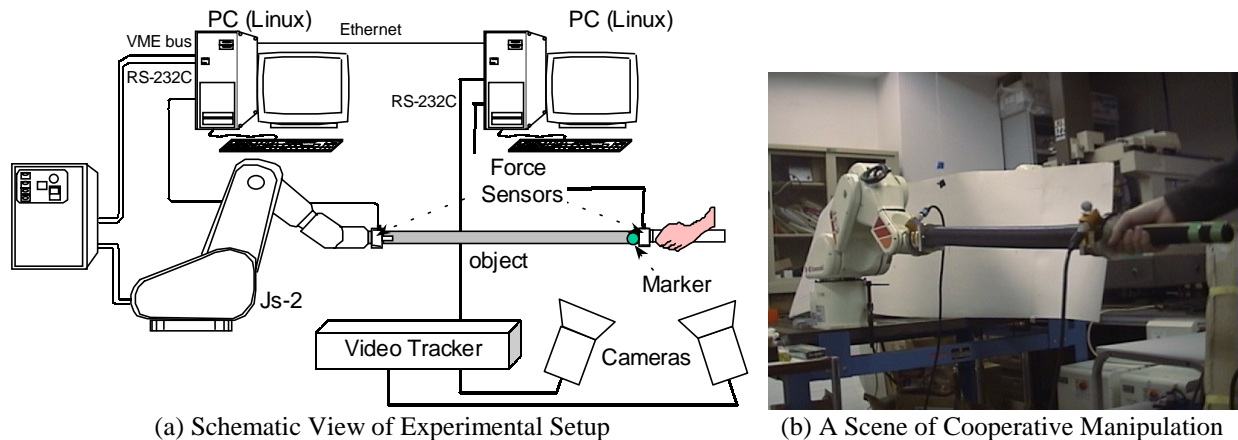 PC (Linux)
PC (Linux)
VME bus
Ethernet
RS-232C
RS-232C
Force
Sensors
object
Marker
Js-2
Video Tracker
Cameras
(a) Schematic View of Experimental Setup
(b) A Scene of Cooperative Manipulation